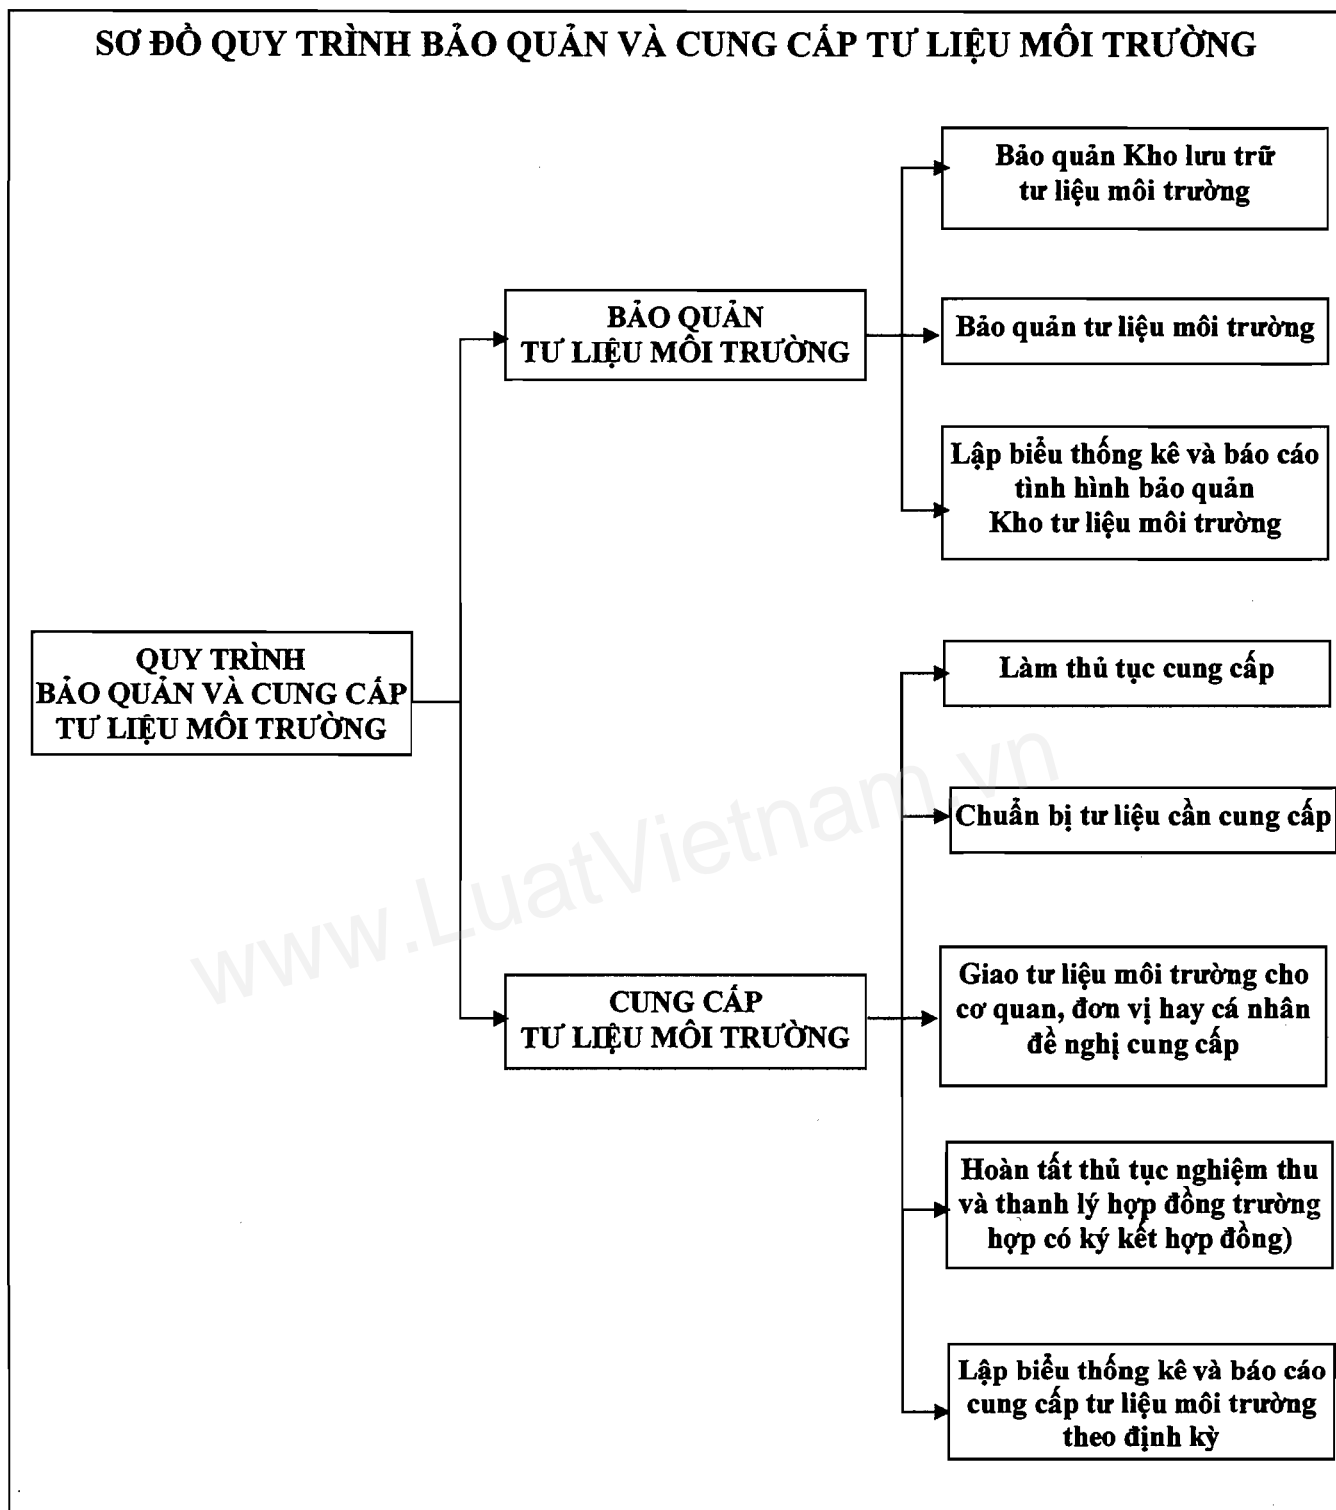 SƠ ĐỒ QUY TRÌNH BẢO QUẢN VÀ CUNG CẤP TƯ LIỆU MÔI TRƯỜNG
Bảo quản Kho lưu trữ
tư liệu môi trường
BẢO QUẢN
TƯ LIỆU MÔI TRƯỜNG
Bảo quản tư liệu môi trường
Lập biểu thống kê và báo cáo
tình hình bảo quản
Kho tư liệu môi trường
QUY TRÌNH
BẢO QUẢN VÀ CUNG CẤP
TƯ LIỆU MÔI TRƯỜNG
Làm thủ tục cung cấp
Chuẩn bị tư liệu cần cung cấp
CUNG CẤP
TƯ LIỆU MÔI TRƯỜNG
Giao tư liệu môi trường cho
cơ quan, đơn vị hay cá nhân
đề nghị cung cấp
Hoàn tất thủ tục nghiệm thu
và thanh lý hợp đồng trường
hợp có ký kết hợp đồng)
Lập biểu thống kê và báo cáo
cung cấp tư liệu môi trường
theo định kỳ
www.LuatVietnam.vn